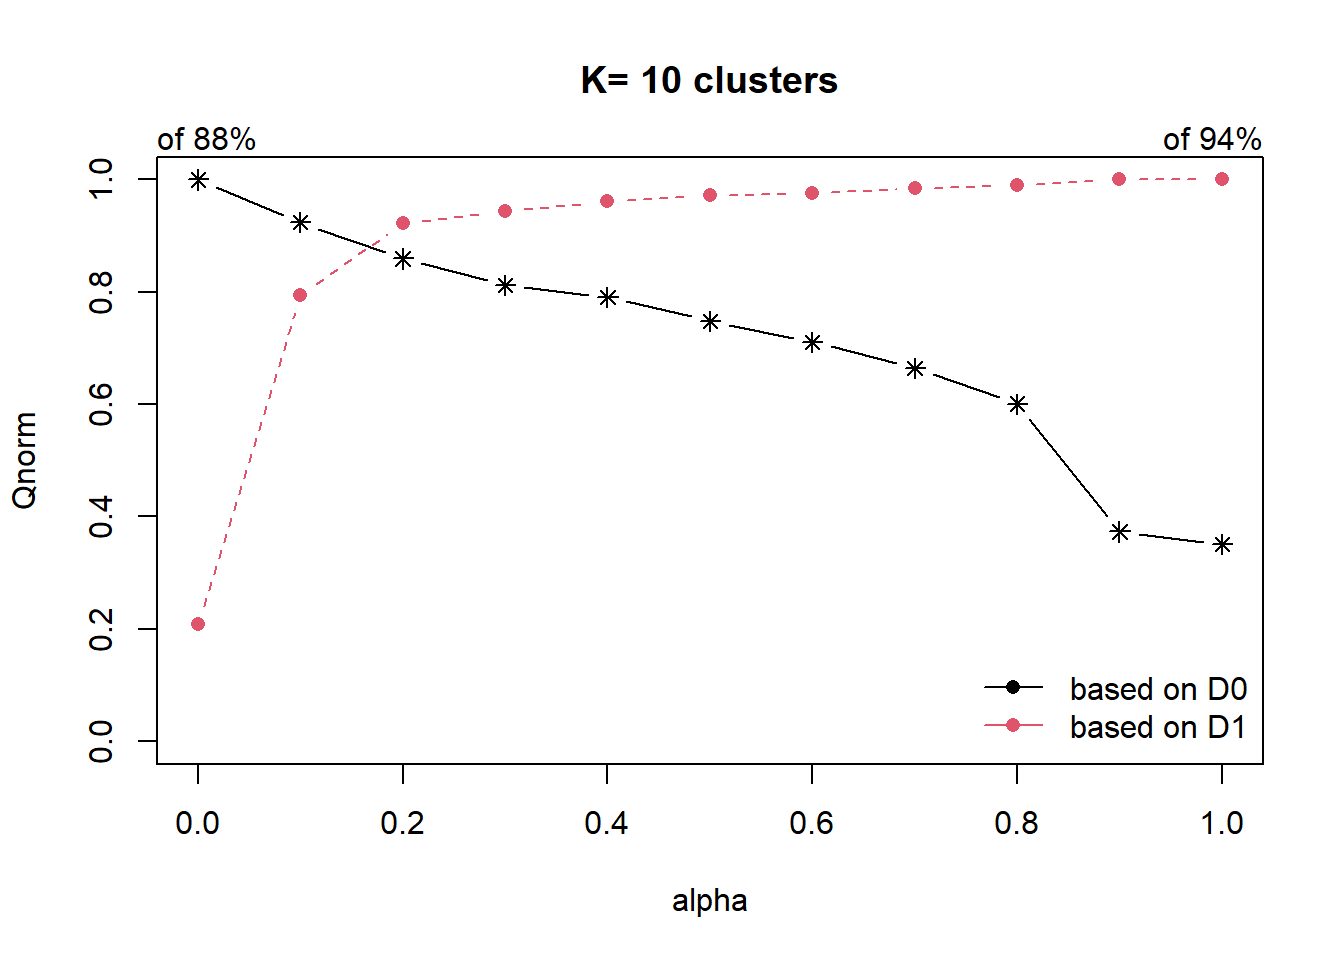 K= 10 clusters
of 88%
of 94%
Qnorm
1.0
0.8
0.6
0.4
0.2
0.0
based on D0
based on D1
0.0 0.2 0.4 0.6 0.8 1.0
alpha